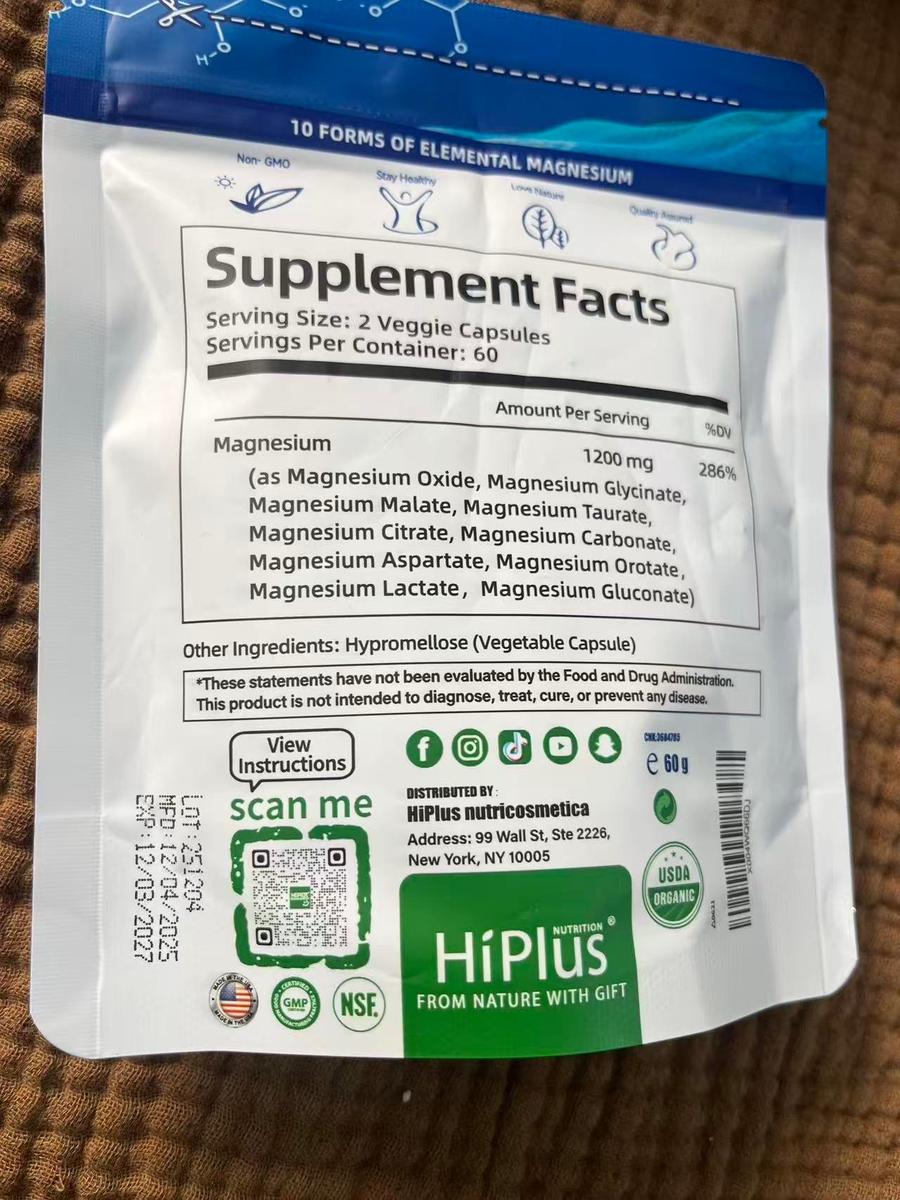 10 FORMS OF ELEMENTAL MAGNESIUM
Non- GMO
Stay Healthy
Love Nature
Quality Assured
Supplement Facts
Serving Size: 2 Veggie Capsules
Servings Per Container: 60
Amount Per Serving %DV
Magnesium 1200 mg 286%
(as Magnesium Oxide, Magnesium Glycinate,
Magnesium Malate, Magnesium Taurate,
Magnesium Citrate, Magnesium Carbonate,
Magnesium Aspartate, Magnesium Orotate,
Magnesium Lactate, Magnesium Gluconate)
Other Ingredients: Hypromellose (Vegetable Capsule)
*These statements have not been evaluated by the Food and Drug Administration.
This product is not intended to diagnose, treat, cure, or prevent any disease.
View
Instructions
scan me
LOT:251204
MFD:12/04/2025
EXP:12/03/2027
DISTRIBUTED BY:
HiPlus nutricosmetica
Address: 99 Wall St, Ste 2226,
New York, NY 10005
e 60 g
USDA
ORGANIC
NUTRITION
HiPlus®
FROM NATURE WITH GIFT
MADE IN THE USA
CERTIFIED
GMP
NSF.